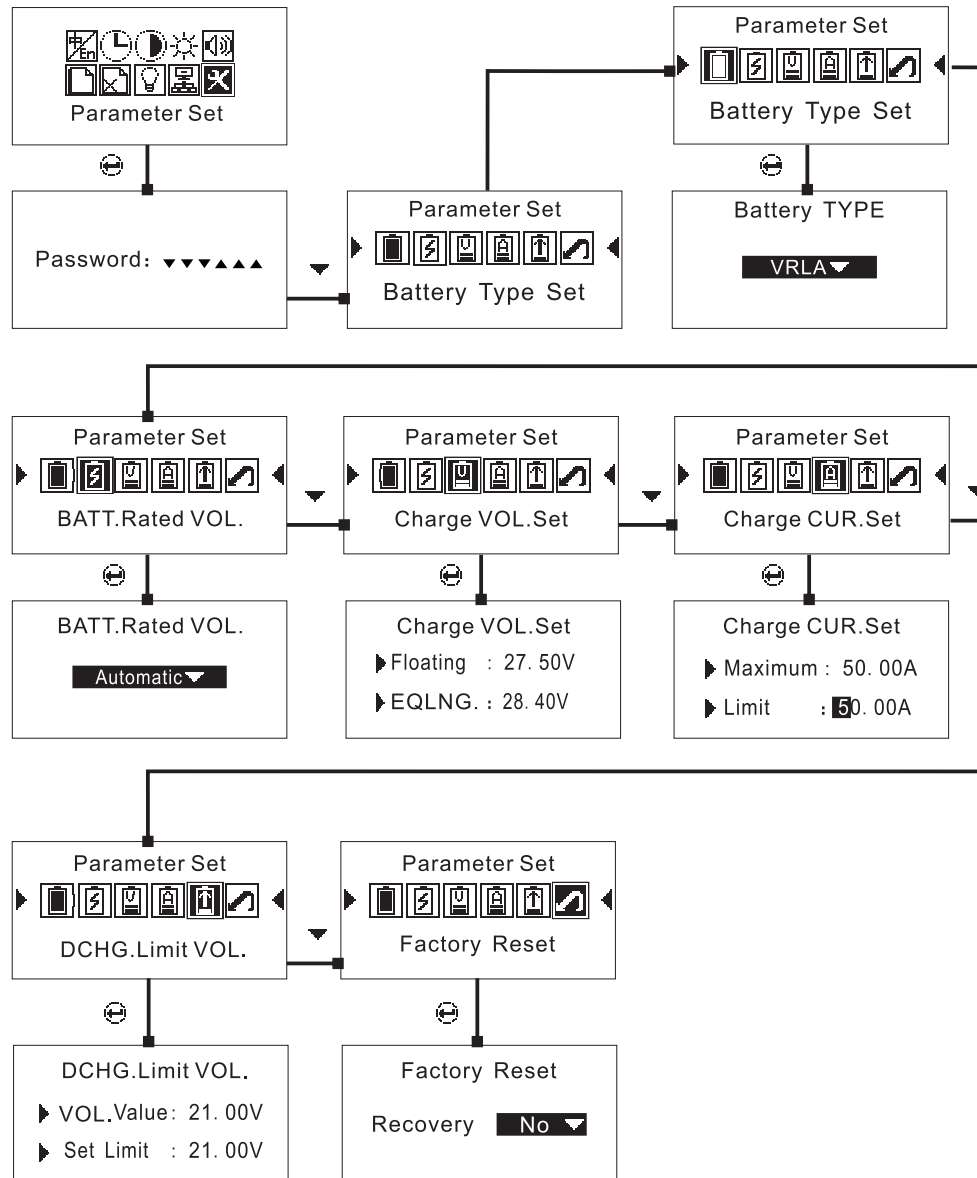 中/En
Parameter Set
Parameter Set
Battery Type Set
Password: ▼▼▼▲▲▲
Parameter Set
Battery Type Set
Battery TYPE
VRLA
Parameter Set
BATT.Rated VOL.
Parameter Set
Charge VOL.Set
Parameter Set
Charge CUR.Set
BATT.Rated VOL.
Automatic
Charge VOL.Set
Floating : 27.50V
EQLNG. : 28.40V
Charge CUR.Set
Maximum : 50.00A
Limit : 50.00A
Parameter Set
DCHG.Limit VOL.
Parameter Set
Factory Reset
DCHG.Limit VOL.
VOL.Value: 21.00V
Set Limit : 21.00V
Factory Reset
Recovery No